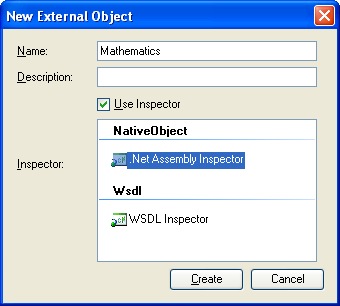 New External Object
Name: Mathematics
Description:
Use Inspector
NativeObject
Inspector: .Net Assembly Inspector
Wsdl
WSDL Inspector
Create Cancel